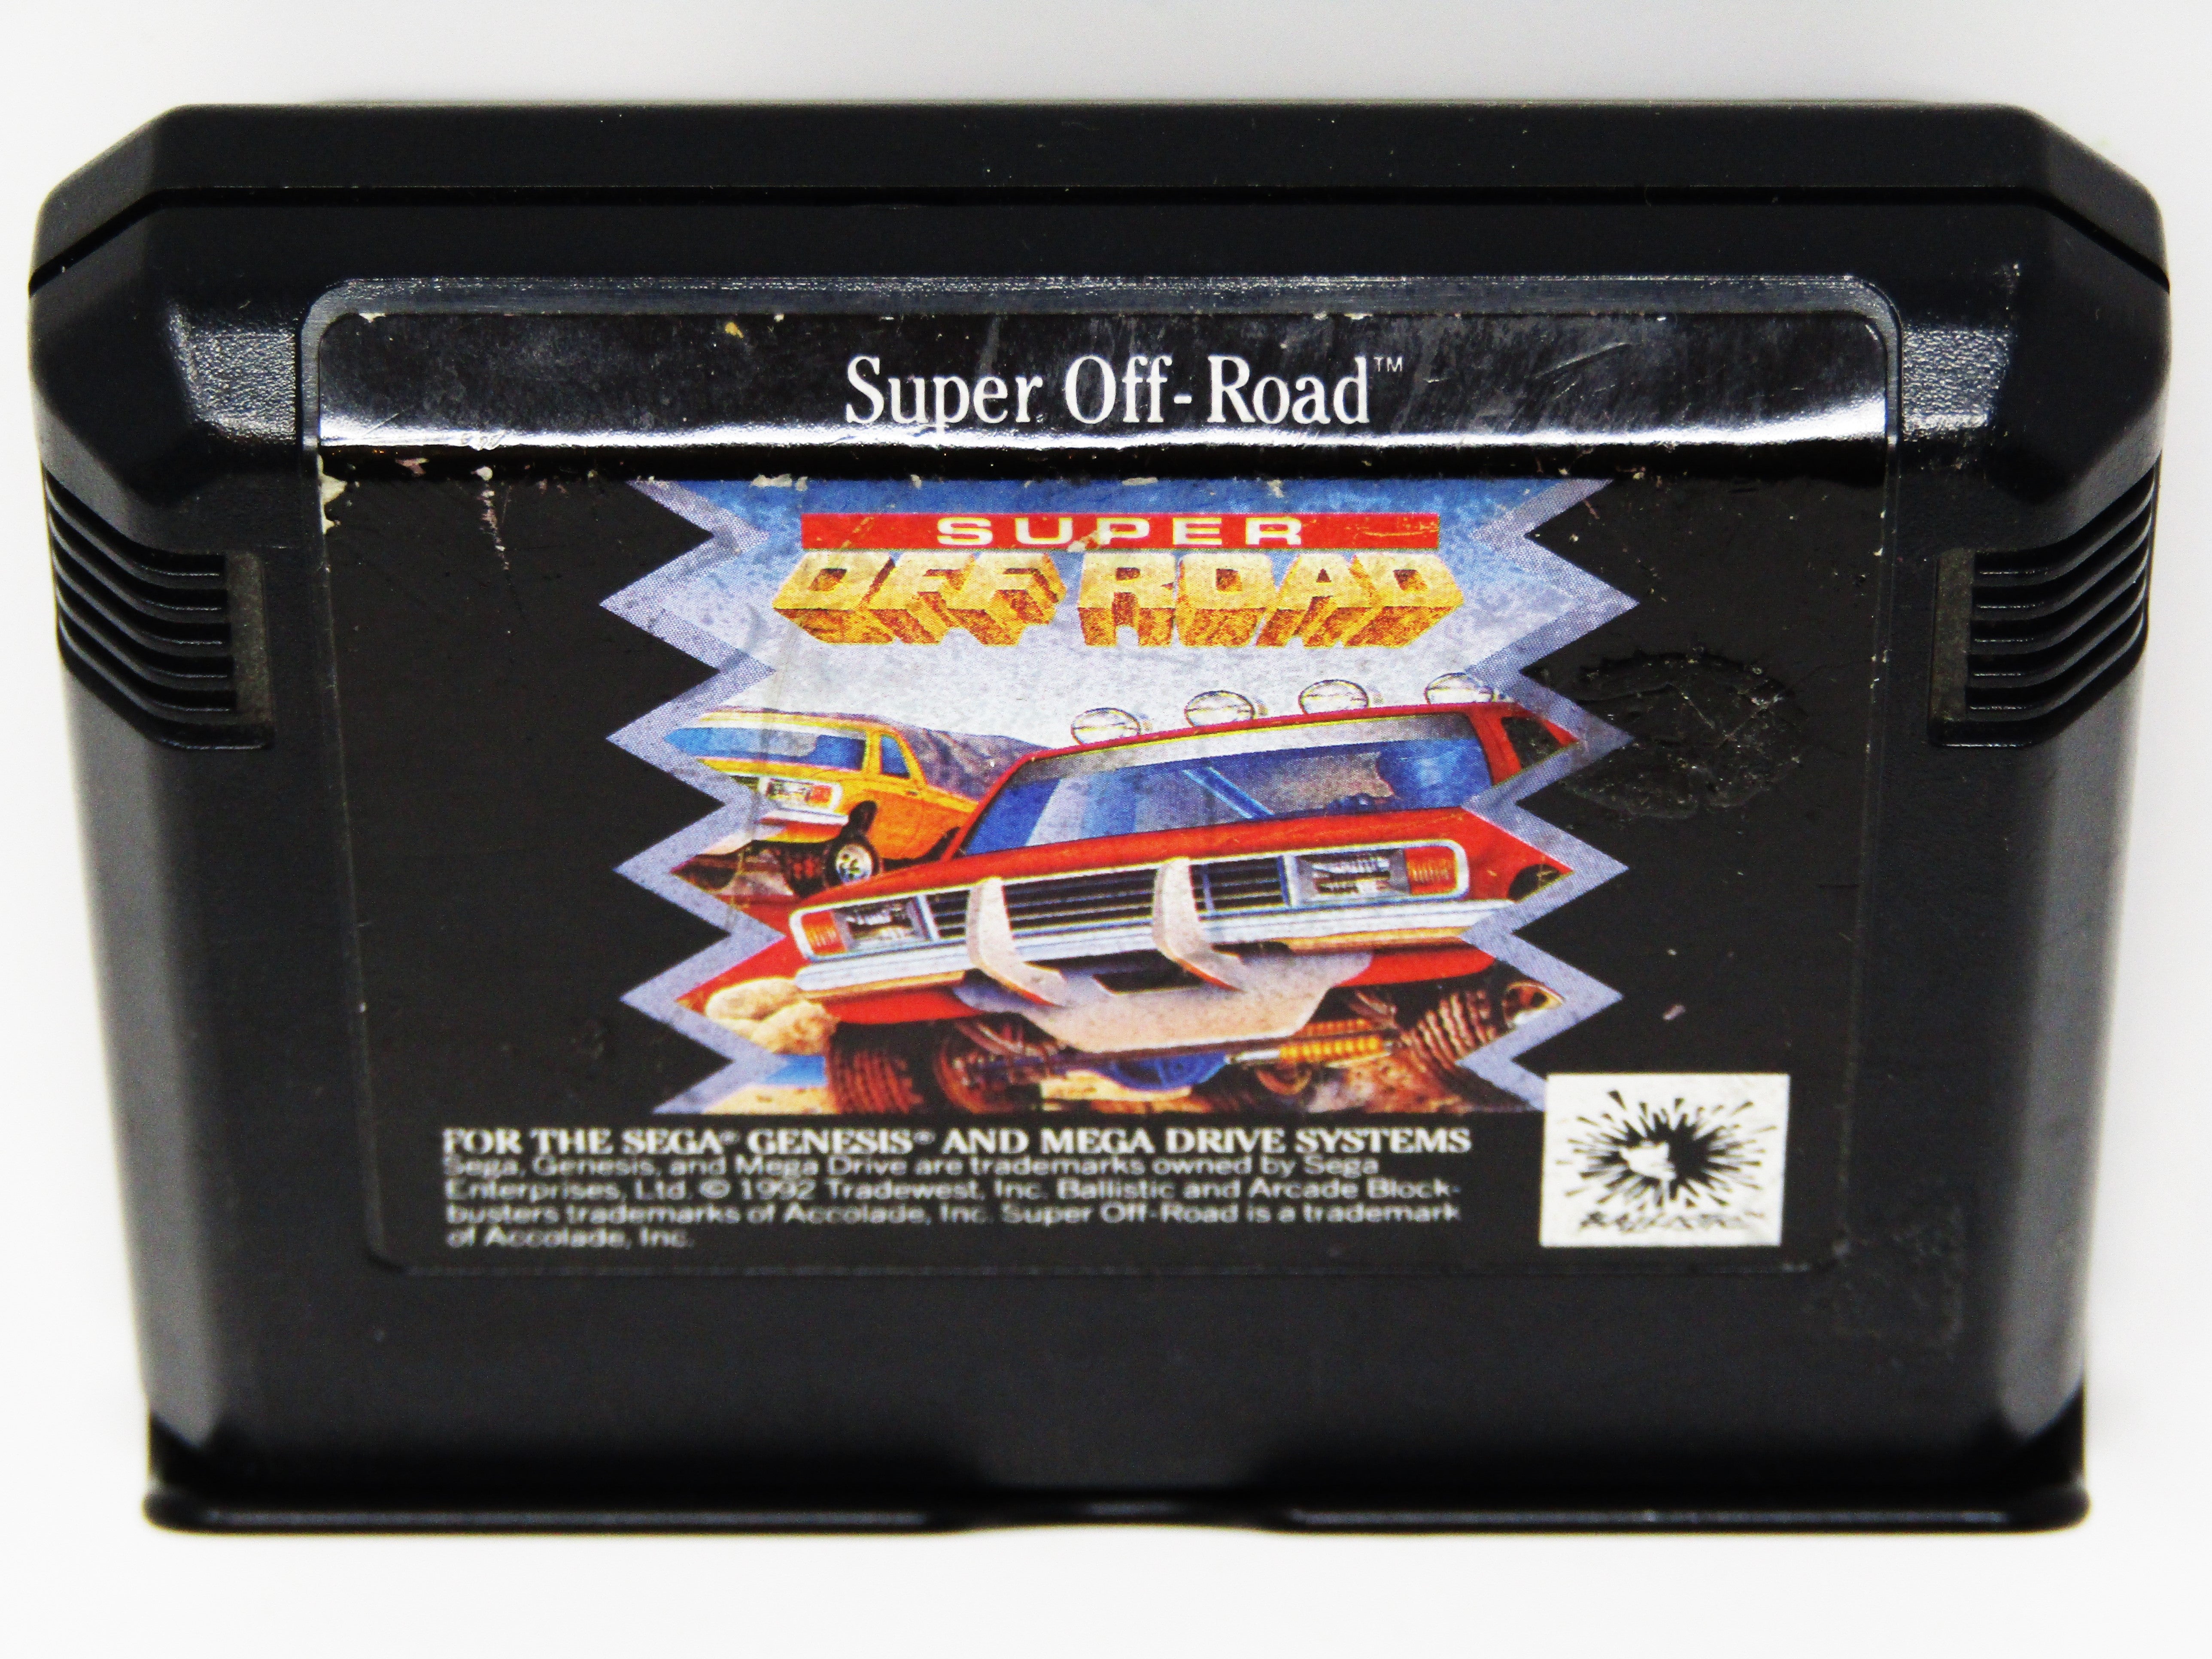 Super Off-Road™
SUPER
OFF ROAD
FOR THE SEGA® GENESIS® AND MEGA DRIVE SYSTEMS
Sega, Genesis, and Mega Drive are trademarks owned by Sega
Enterprises, Ltd. © 1992 Tradewest, Inc. Ballistic and Arcade Block-
busters trademarks of Accolade, Inc. Super Off-Road is a trademark
of Accolade, Inc.
BALLISTIC